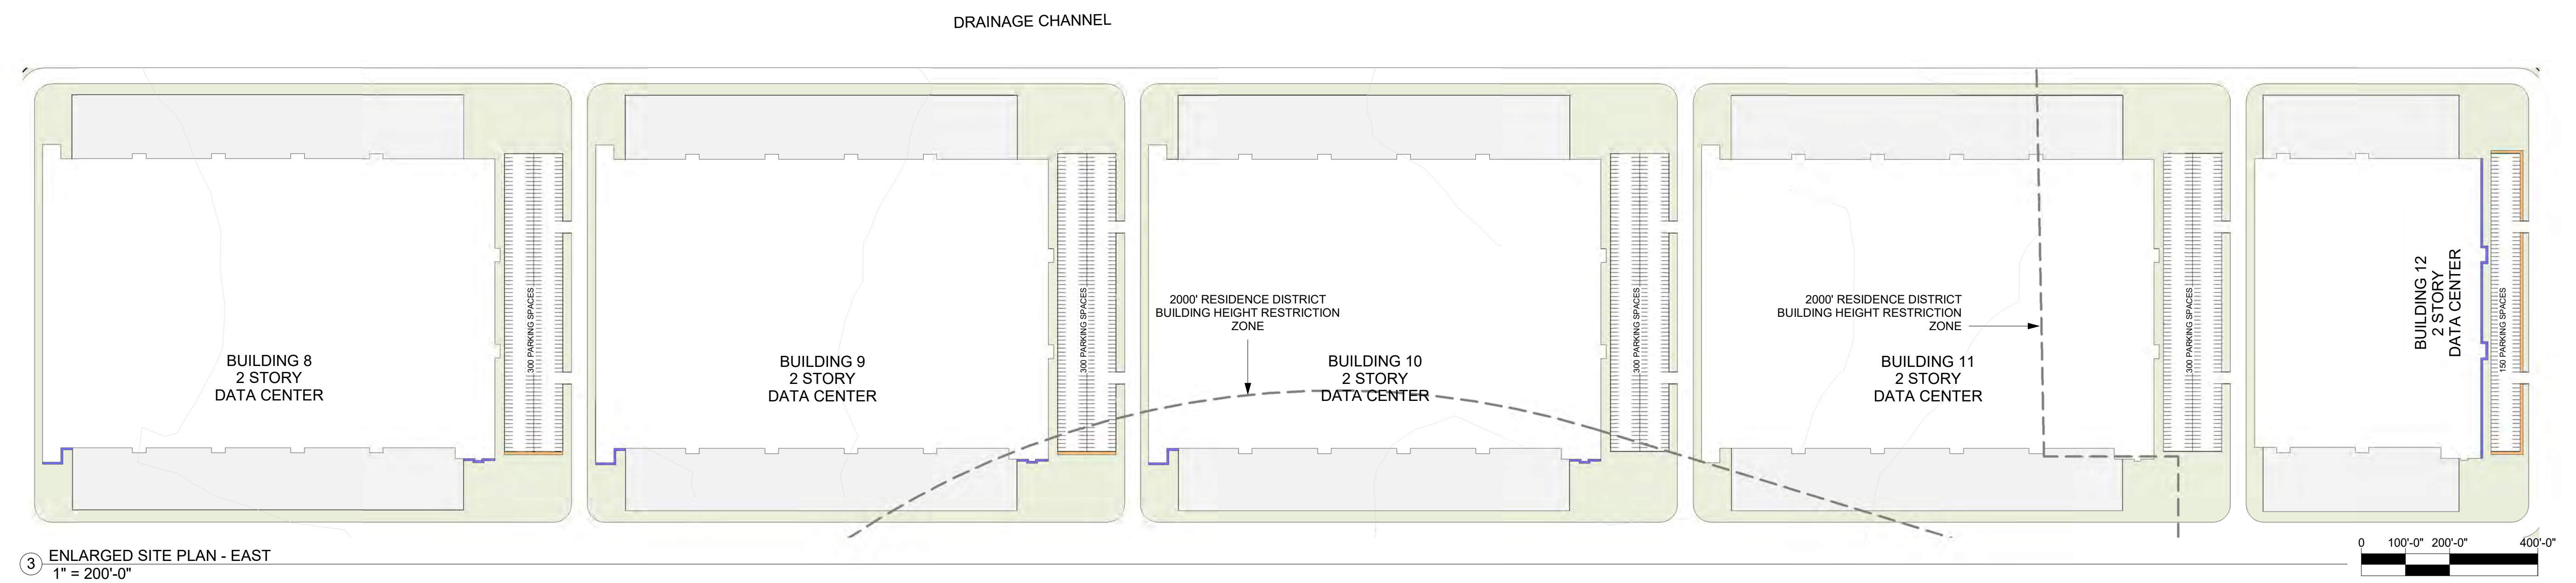 DRAINAGE CHANNEL
300 PARKING SPACES
BUILDING 8
2 STORY
DATA CENTER
300 PARKING SPACES
BUILDING 9
2 STORY
DATA CENTER
2000' RESIDENCE DISTRICT
BUILDING HEIGHT RESTRICTION
ZONE
300 PARKING SPACES
BUILDING 10
2 STORY
DATA CENTER
2000' RESIDENCE DISTRICT
BUILDING HEIGHT RESTRICTION
ZONE
300 PARKING SPACES
BUILDING 11
2 STORY
DATA CENTER
BUILDING 12
2 STORY
DATA CENTER
150 PARKING SPACES
3
ENLARGED SITE PLAN - EAST
1" = 200'-0"
0 100'-0" 200'-0" 400'-0"